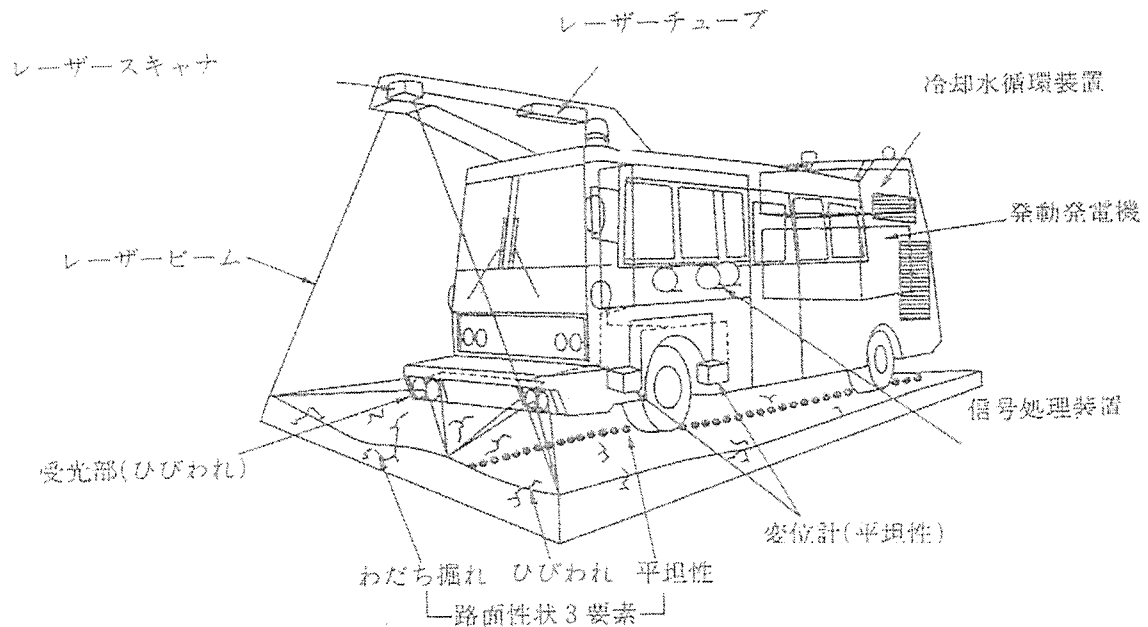 レーザーチューブ
レーザースキャナ
冷却水循環装置
発動発電機
レーザービーム
信号処理装置
受光部(ひびわれ)
変位計(平坦性)
わだち掘れ ひびわれ 平坦性
路面性状3要素